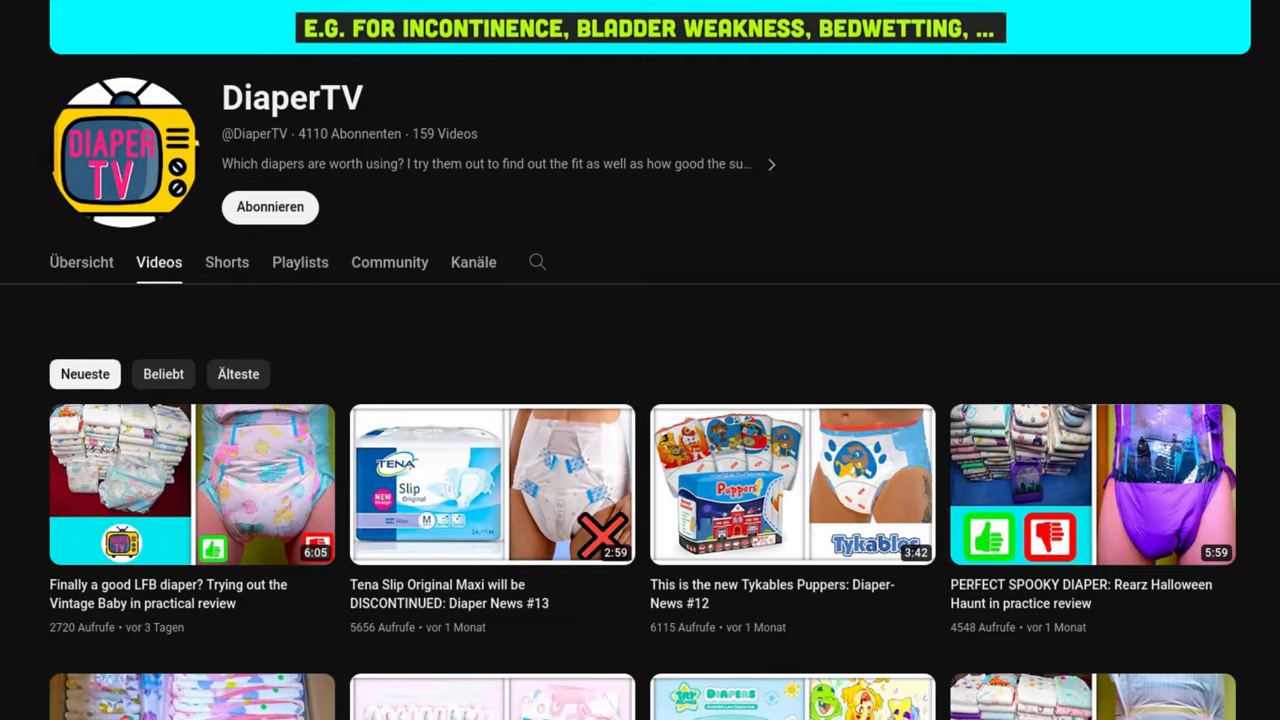 E.G. FOR INCONTINENCE, BLADDER WEAKNESS, BEDWETTING, ...
DIAPER
TV
DiaperTV
@DiaperTV · 4110 Abonnenten · 159 Videos
Which diapers are worth using? I try them out to find out the fit as well as how good the su...
Abonnieren
Übersicht Videos Shorts Playlists Community Kanäle
Neueste Beliebt Älteste
6:05
TENA
Slip
Original
NEW
Maxi
M
2:59
Puppers
Tykables
3:42
5:59
Finally a good LFB diaper? Trying out the
Vintage Baby in practical review
2720 Aufrufe • vor 3 Tagen
Tena Slip Original Maxi will be
DISCONTINUED: Diaper News #13
5656 Aufrufe • vor 1 Monat
This is the new Tykables Puppers: Diaper-
News #12
6115 Aufrufe • vor 1 Monat
PERFECT SPOOKY DIAPER: Rearz Halloween
Haunt in practice review
4548 Aufrufe • vor 1 Monat
DIAPERS